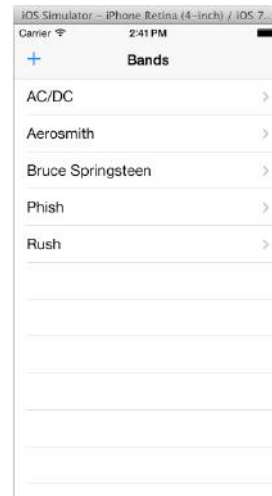 iOS Simulator – iPhone Retina (4-inch) / iOS 7...
Carrier 2:41 PM
+ Bands
AC/DC
Aerosmith
Bruce Springsteen
Phish
Rush